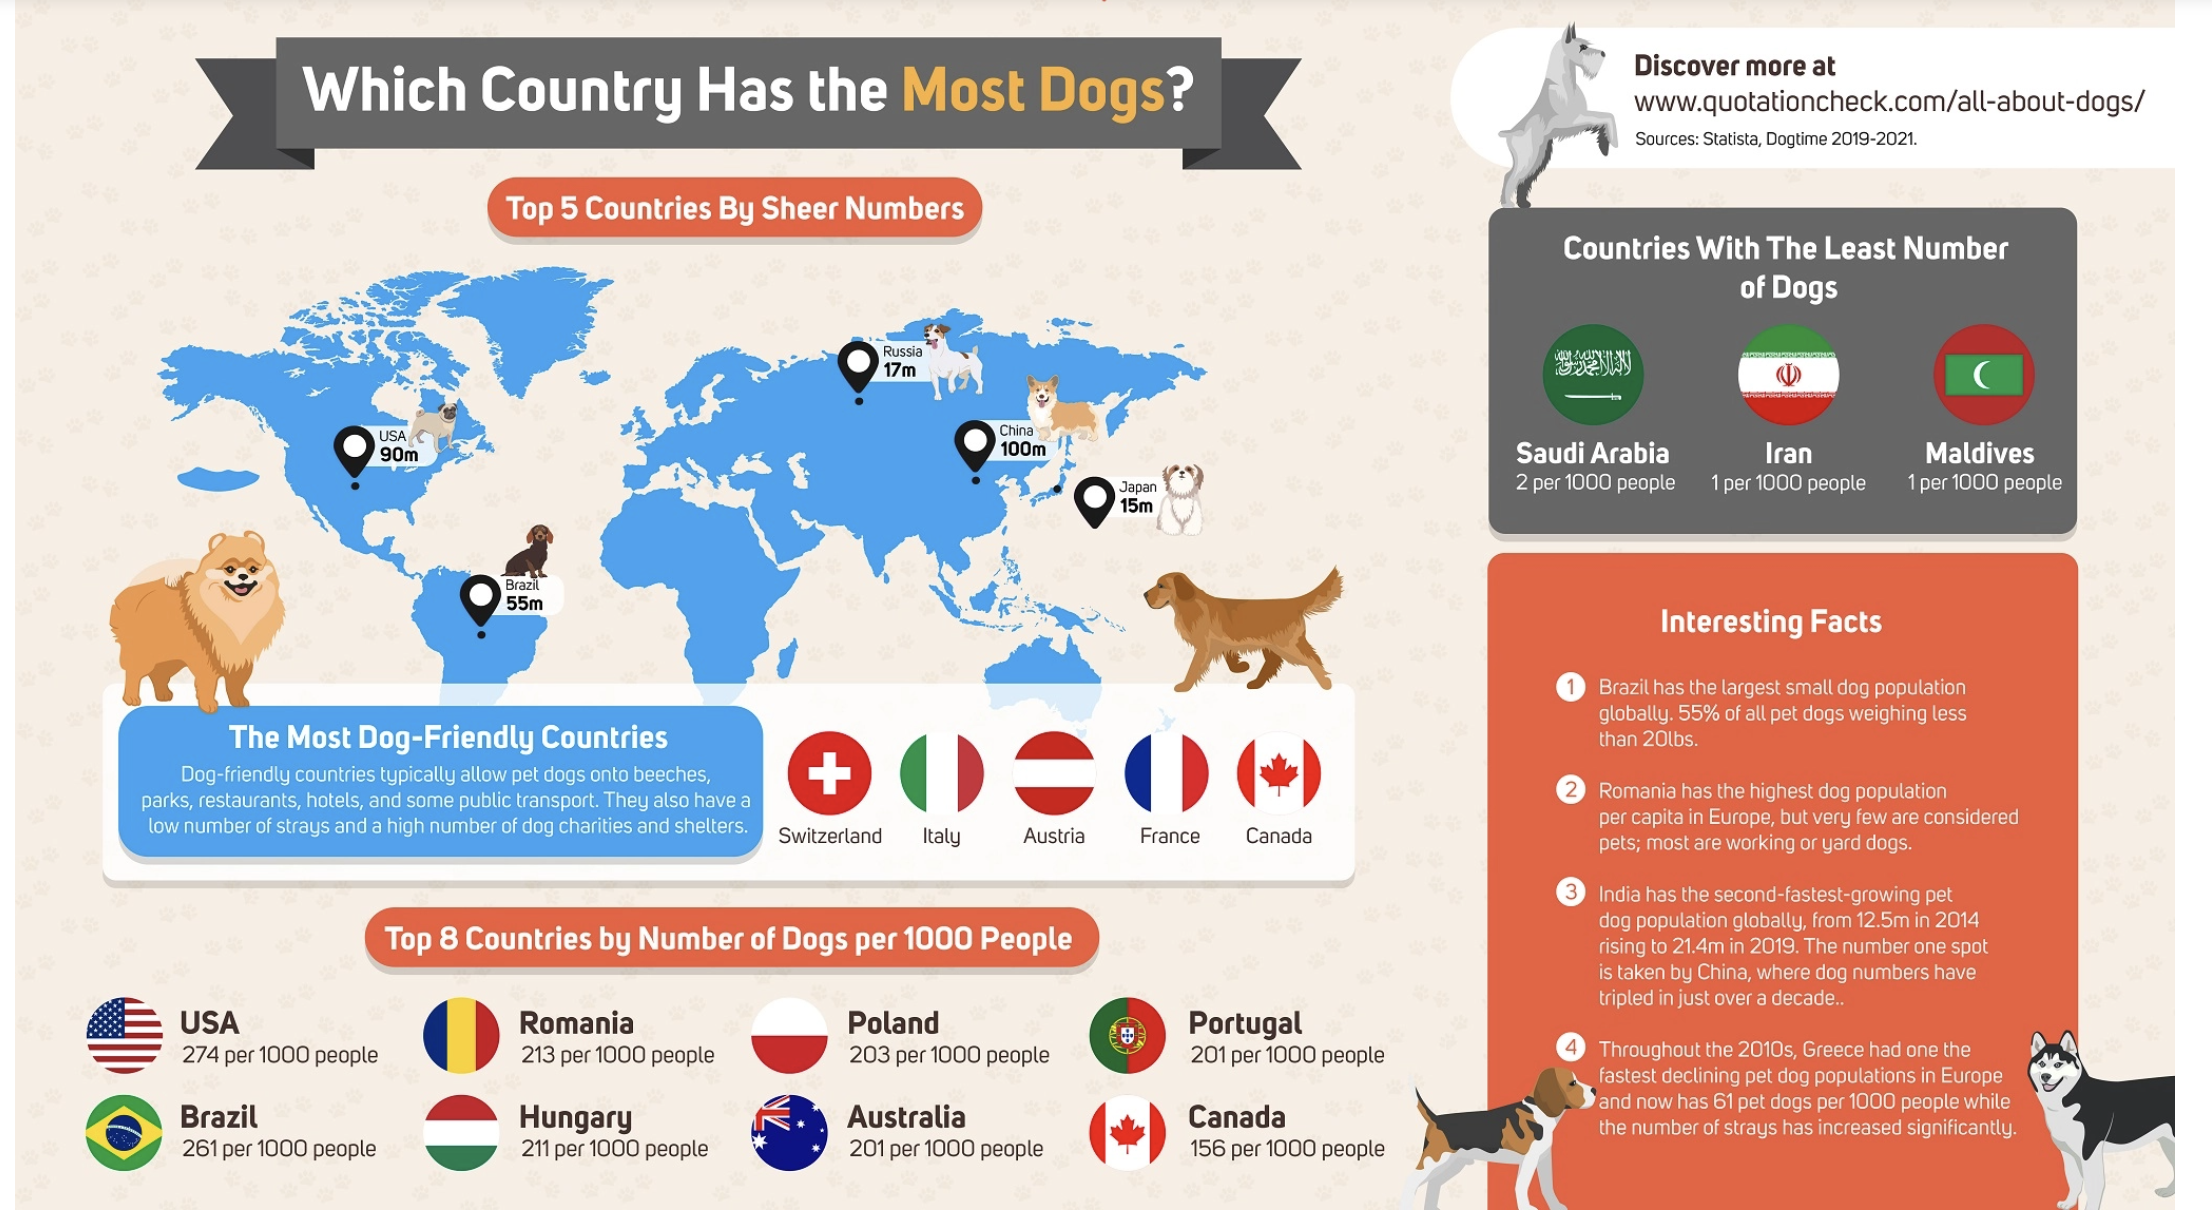 Which Country Has the Most Dogs?
Top 5 Countries By Sheer Numbers
USA
90m
Brazil
55m
Russia
17m
China
100m
Japan
15m
The Most Dog-Friendly Countries
Dog-friendly countries typically allow pet dogs onto beeches,
parks, restaurants, hotels, and some public transport. They also have a
low number of strays and a high number of dog charities and shelters.
Switzerland
Italy
Austria
France
Canada
Top 8 Countries by Number of Dogs per 1000 People
USA
274 per 1000 people
Romania
213 per 1000 people
Poland
203 per 1000 people
Portugal
201 per 1000 people
Brazil
261 per 1000 people
Hungary
211 per 1000 people
Australia
201 per 1000 people
Canada
156 per 1000 people
Discover more at
www.quotationcheck.com/all-about-dogs/
Sources: Statista, Dogtime 2019-2021.
Countries With The Least Number
of Dogs
Saudi Arabia
2 per 1000 people
Iran
1 per 1000 people
Maldives
1 per 1000 people
Interesting Facts
1 Brazil has the largest small dog population
globally. 55% of all pet dogs weighing less
than 20lbs.
2 Romania has the highest dog population
per capita in Europe, but very few are considered
pets; most are working or yard dogs.
3 India has the second-fastest-growing pet
dog population globally, from 12.5m in 2014
rising to 21.4m in 2019. The number one spot
is taken by China, where dog numbers have
tripled in just over a decade..
4 Throughout the 2010s, Greece had one the
fastest declining pet dog populations in Europe
and now has 61 pet dogs per 1000 people while
the number of strays has increased significantly.